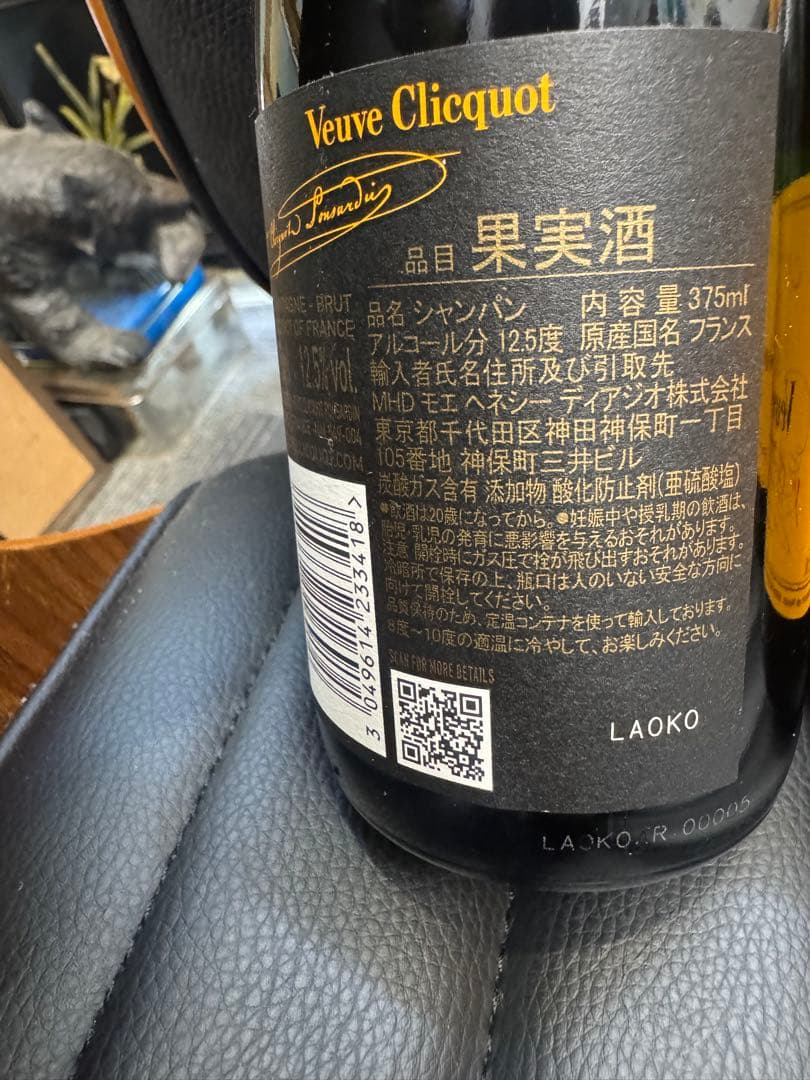 Veuve Clicquot
Clicquot Ponsardin
品目 果実酒
BRUT
OF FRANCE
12.5% vol.
品名 シャンパン 内容量 375ml
アルコール分 12.5度 原産国名 フランス
輸入者氏名住所及び引取先
MHD モエ ヘネシー ディアジオ株式会社
東京都千代田区神田神保町一丁目
105番地 神保町三井ビル
炭酸ガス含有 添加物 酸化防止剤(亜硫酸塩)
●飲酒は20歳になってから。●妊娠中や授乳期の飲酒は、
胎児・乳児の発育に悪影響を与えるおそれがあります。
注意 開栓時にガス圧で栓が飛び出すおそれがあります。
冷暗所で保存の上、瓶口は人のいない安全な方向に
向けて開栓してください。
品質保持のため、定温コンテナを使って輸入しております。
8度〜10度の適温に冷やして、お楽しみください。
SCAN FOR MORE DETAILS
3 049614 233418 >
LAOKO
LAOKO R 00005